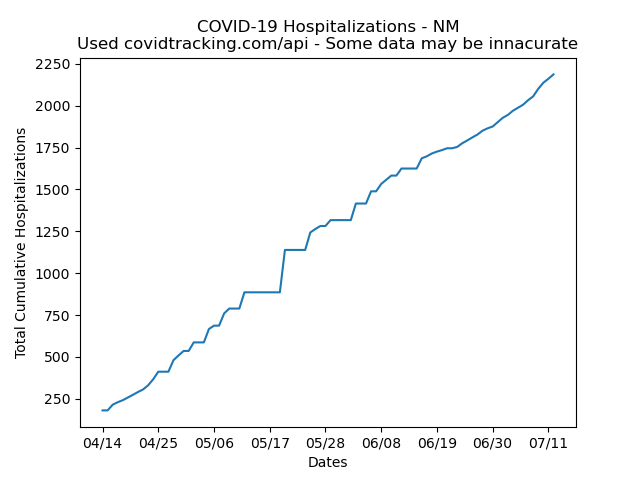 COVID-19 Hospitalizations - NM
Used covidtracking.com/api - Some data may be innacurate
Total Cumulative Hospitalizations
2250
2000
1750
1500
1250
1000
750
500
250
04/14 04/25 05/06 05/17 05/28 06/08 06/19 06/30 07/11
Dates